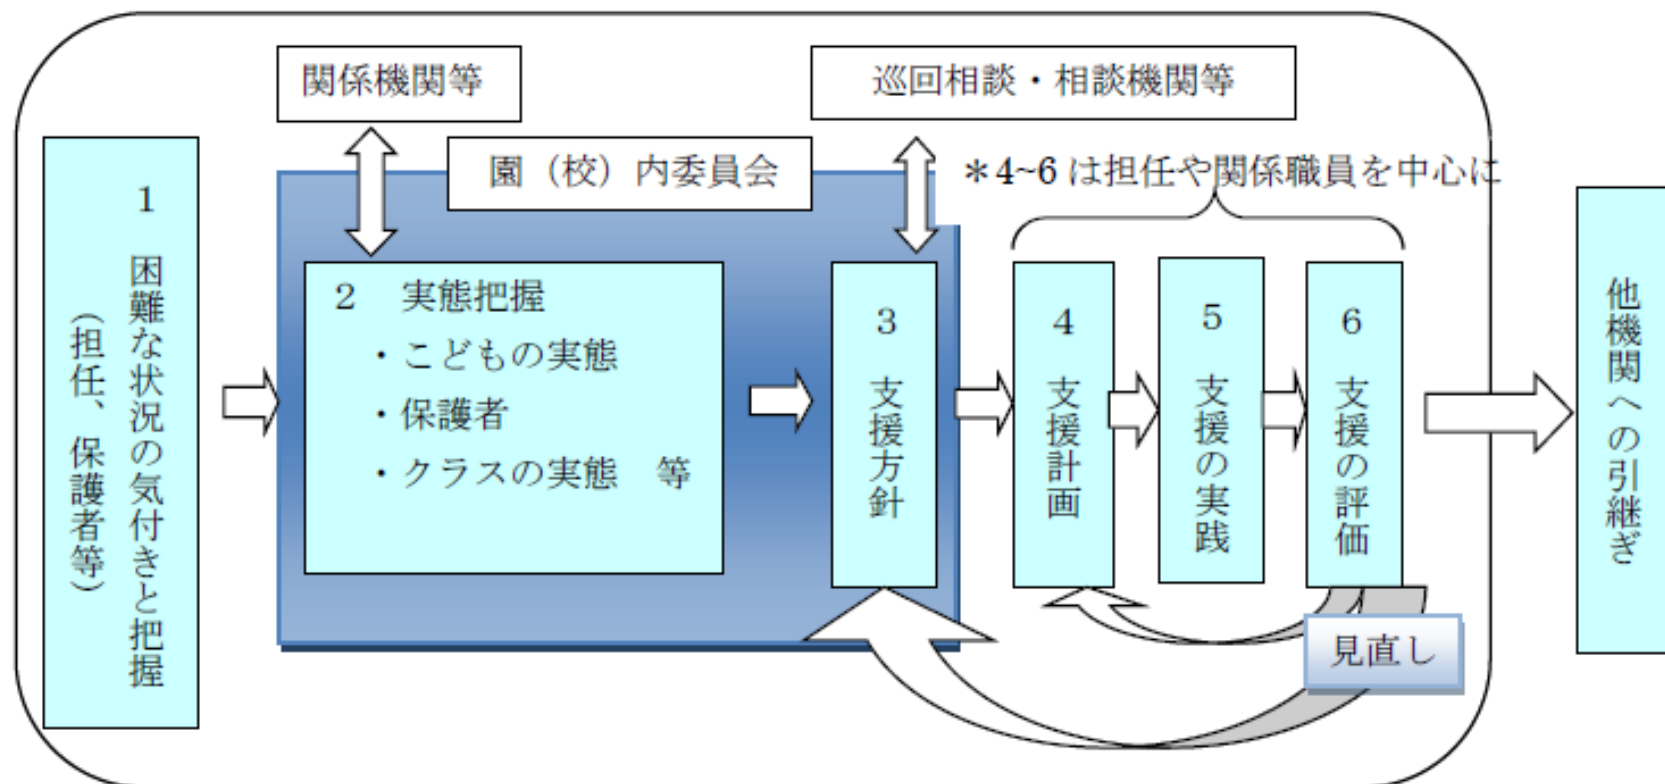 関係機関等
巡回相談・相談機関等
園（校）内委員会
＊4~6 は担任や関係職員を中心に
1　困難な状況の気付きと把握
（担任、保護者等）
2　実態把握
・こどもの実態
・保護者
・クラスの実態　等
3　支援方針
4　支援計画
5　支援の実践
6　支援の評価
見直し
他機関への引継ぎ